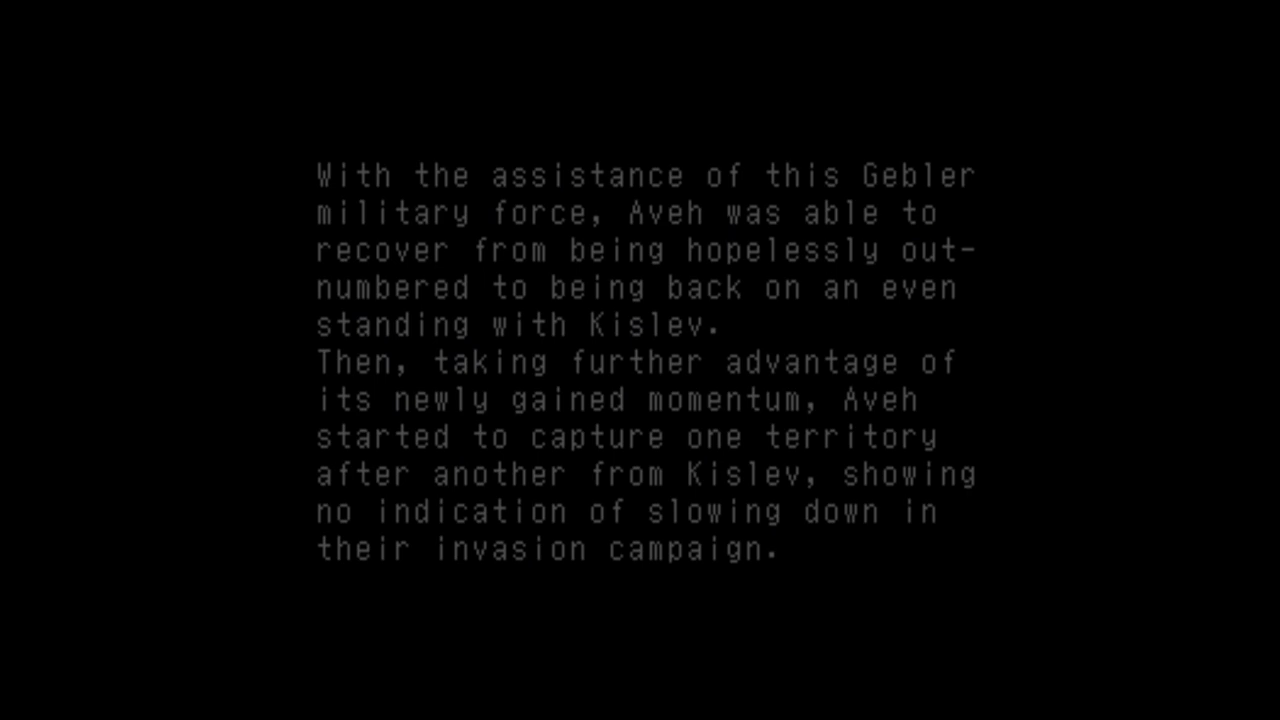 With the assistance of this Gebler
military force, Aveh was able to
recover from being hopelessly out-
numbered to being back on an even
standing with Kislev.
Then, taking further advantage of
its newly gained momentum, Aveh
started to capture one territory
after another from Kislev, showing
no indication of slowing down in
their invasion campaign.